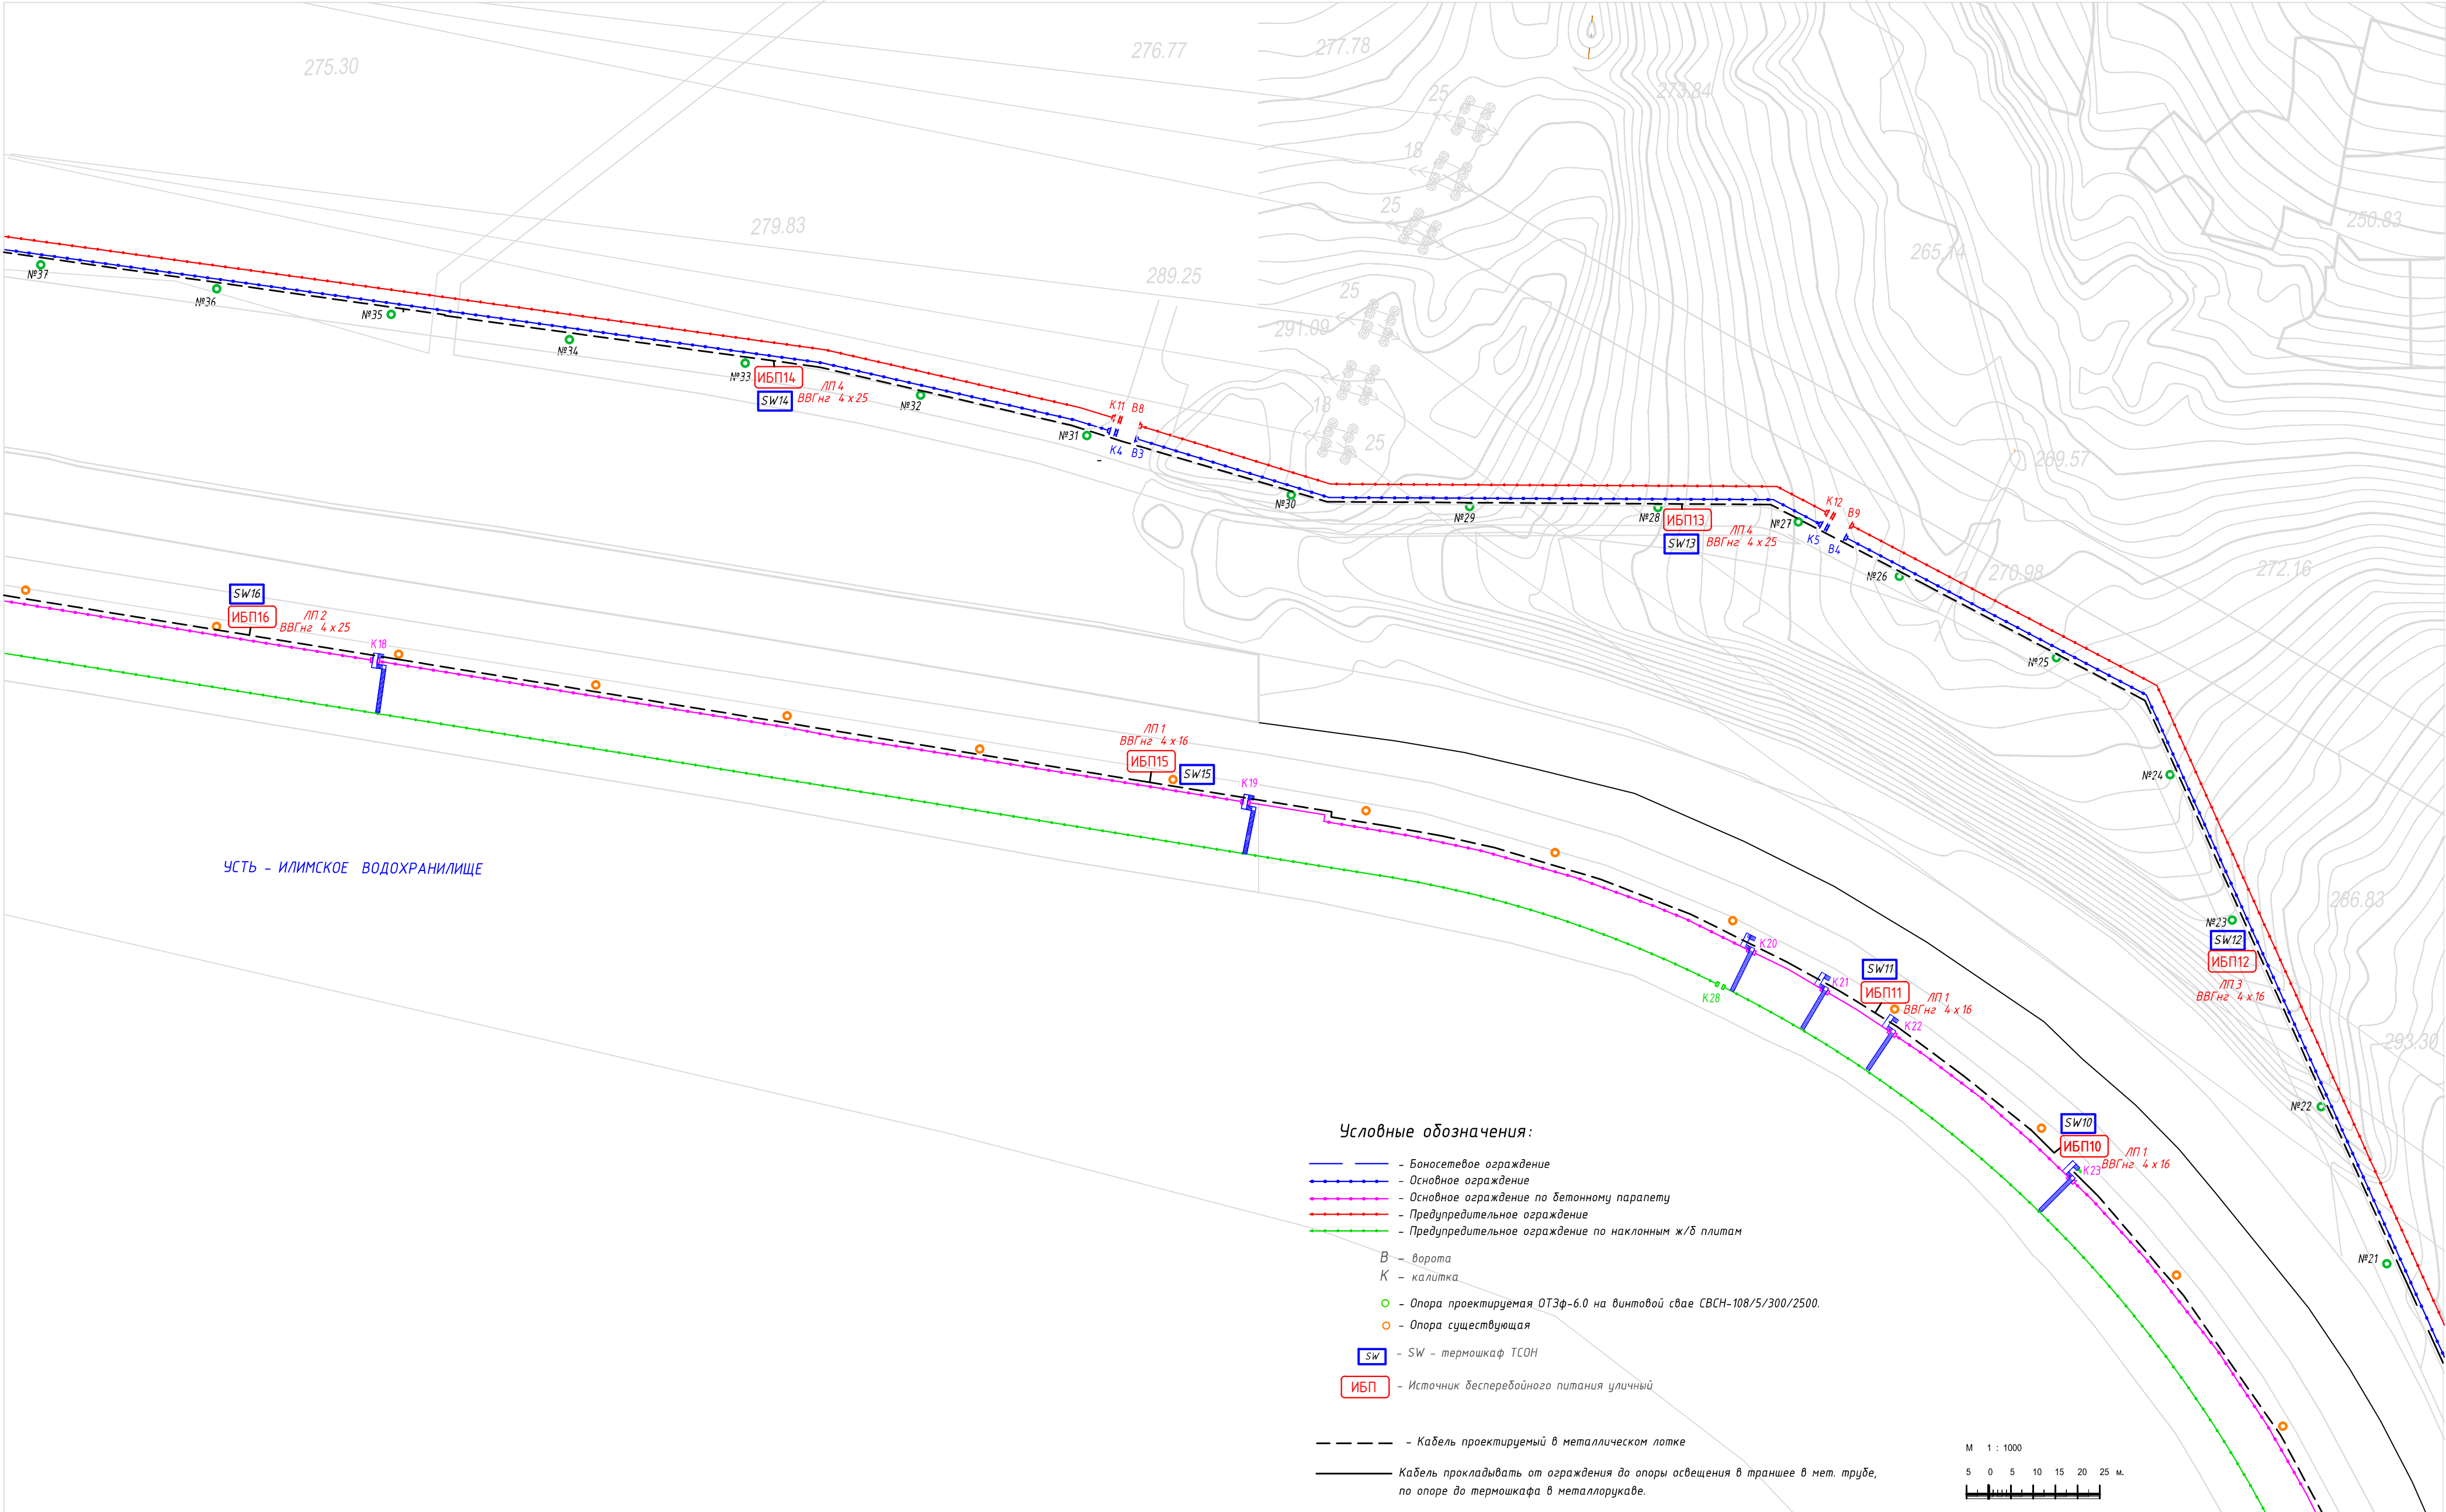 275.30
276.77
277.78
273.84
25
18
25
279.83
289.25
25
291.09
18
25
265.14
250.83
269.57
270.98
272.16
286.83
293.30
№37
№36
№35
№34
№33
ИБП14
SW14
ЛП 4
ВВГнг 4 х 25
№32
№31
К11 В8
К4 В3
№30
№29
№28
ИБП13
SW13
ЛП 4
ВВГнг 4 х 25
№27
К12
В9
К5
В4
№26
№25
№24
№23
SW12
ИБП12
ЛП 3
ВВГнг 4 х 16
№22
№21
SW16
ИБП16
ЛП 2
ВВГнг 4 х 25
К18
ЛП 1
ВВГнг 4 х 16
ИБП15
SW15
К19
УСТЬ - ИЛИМСКОЕ ВОДОХРАНИЛИЩЕ
К20
К28
К21
SW11
ИБП11
ЛП 1
ВВГнг 4 х 16
К22
SW10
ИБП10
ЛП 1
ВВГнг 4 х 16
К23
Условные обозначения:
- Боносетевое ограждение
- Основное ограждение
- Основное ограждение по бетонному парапету
- Предупредительное ограждение
- Предупредительное ограждение по наклонным ж/б плитам
В - ворота
К - калитка
- Опора проектируемая ОТ3ф-6.0 на винтовой свае СВСН-108/5/300/2500.
- Опора существующая
SW - SW - термошкаф ТСОН
ИБП - Источник бесперебойного питания уличный
- Кабель проектируемый в металлическом лотке
Кабель прокладывать от ограждения до опоры освещения в траншее в мет. трубе,
по опоре до термошкафа в металлорукаве.
М 1 : 1000
5 0 5 10 15 20 25 м.